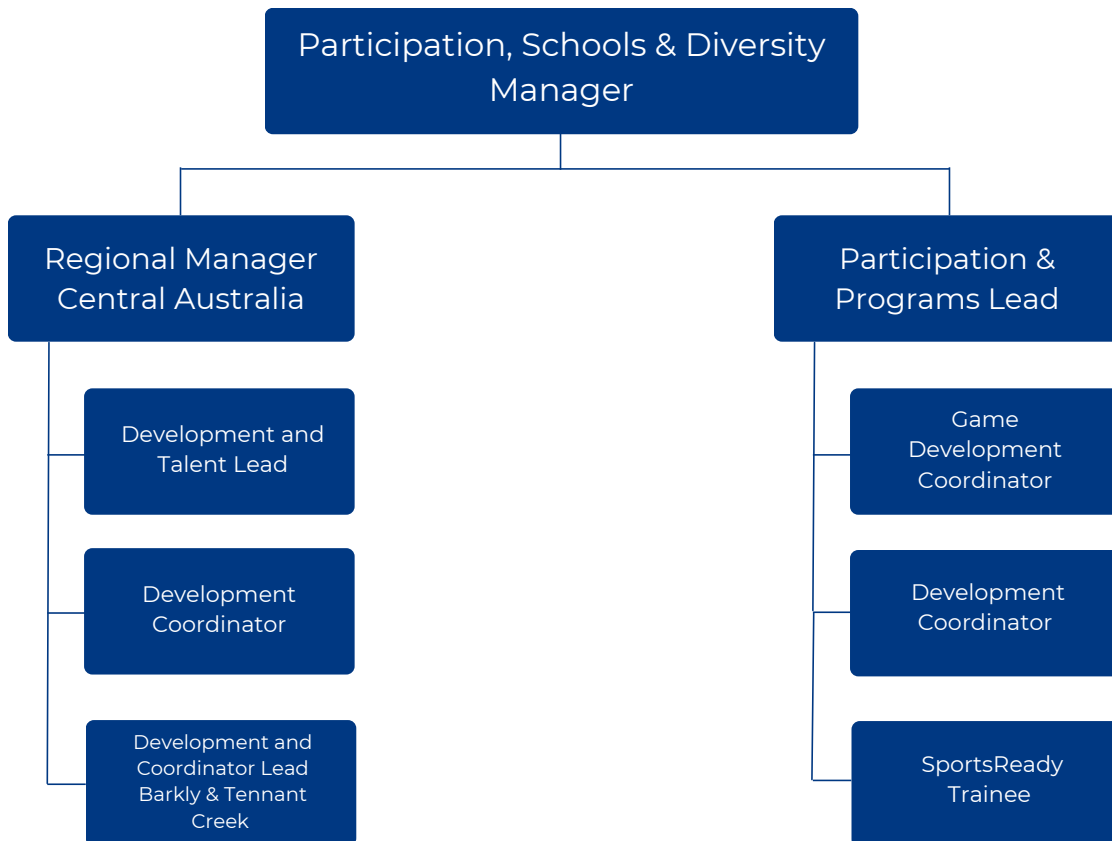 Participation, Schools & Diversity
Manager
Regional Manager
Central Australia
Participation &
Programs Lead
Development and
Talent Lead
Game
Development
Coordinator
Development
Coordinator
Development
Coordinator
Development and
Coordinator Lead
Barkly & Tennant
Creek
SportsReady
Trainee